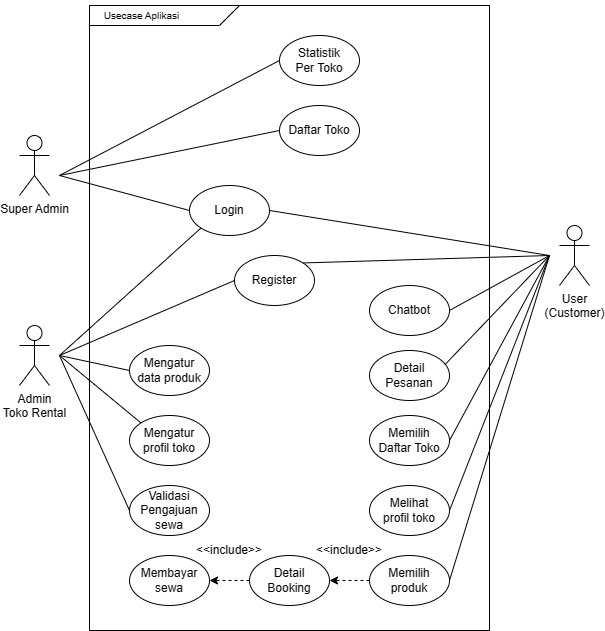 Usecase Aplikasi
Statistik
Per Toko
Daftar Toko
Super Admin
Login
Register
User
(Customer)
Chatbot
Admin
Toko Rental
Mengatur
data produk
Detail
Pesanan
Mengatur
profil toko
Memilih
Daftar Toko
Validasi
Pengajuan
sewa
Melihat
profil toko
<<include>>
<<include>>
Membayar
sewa
Detail
Booking
Memilih
produk